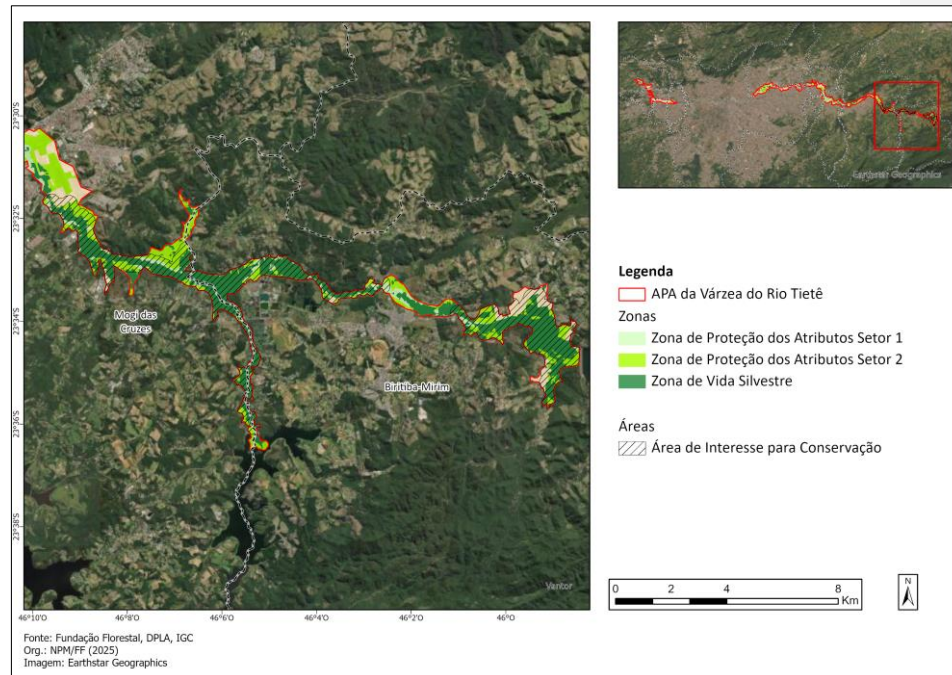 23°30'S
23°32'S
23°34'S
23°36'S
23°38'S
46°10'O
46°8'O
46°6'O
46°4'O
46°2'O
46°0'
Mogi das
Cruzes
Biritiba-Mirim
Vantor
Earthstar Geographics
Legenda
APA da Várzea do Rio Tietê
Zonas
Zona de Proteção dos Atributos Setor 1
Zona de Proteção dos Atributos Setor 2
Zona de Vida Silvestre
Áreas
Área de Interesse para Conservação
0 2 4 8
Km
N
Fonte: Fundação Florestal, DPLA, IGC
Org.: NPM/FF (2025)
Imagem: Earthstar Geographics